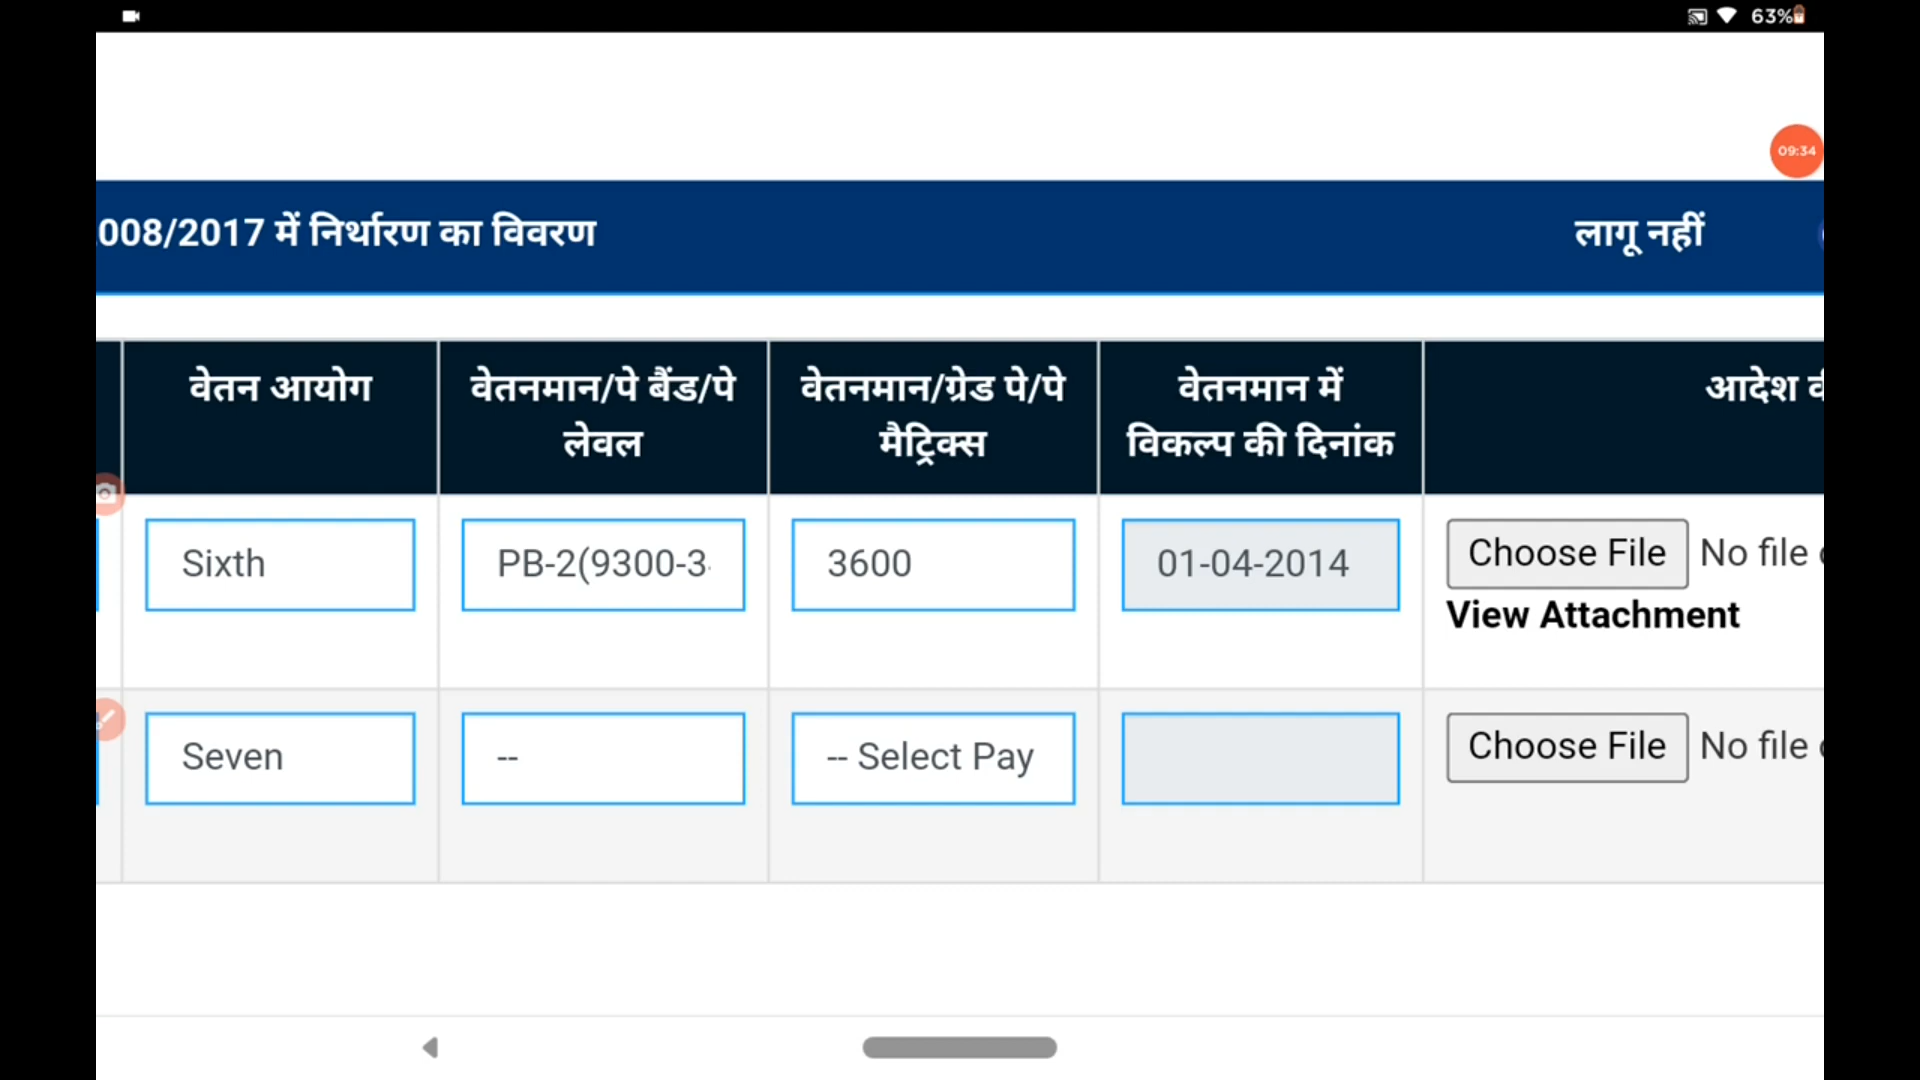 63%
09:34
008/2017 में निर्धारण का विवरण लागू नहीं
वेतन आयोग
वेतनमान/पे बैंड/पे
लेवल
वेतनमान/ग्रेड पे/पे
मैट्रिक्स
वेतनमान में
विकल्प की दिनांक
आदेश
Sixth PB-2(9300-3 3600 01-04-2014 Choose File No file
View Attachment
Seven -- -- Select Pay Choose File No file